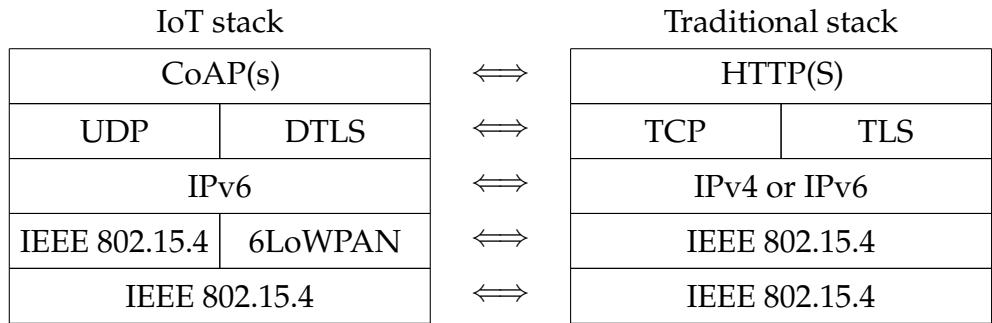 IoT stack Traditional stack
CoAP(s) ⟺ HTTP(S)
UDP DTLS ⟺ TCP TLS
IPv6 ⟺ IPv4 or IPv6
IEEE 802.15.4 6LoWPAN ⟺ IEEE 802.15.4
IEEE 802.15.4 ⟺ IEEE 802.15.4